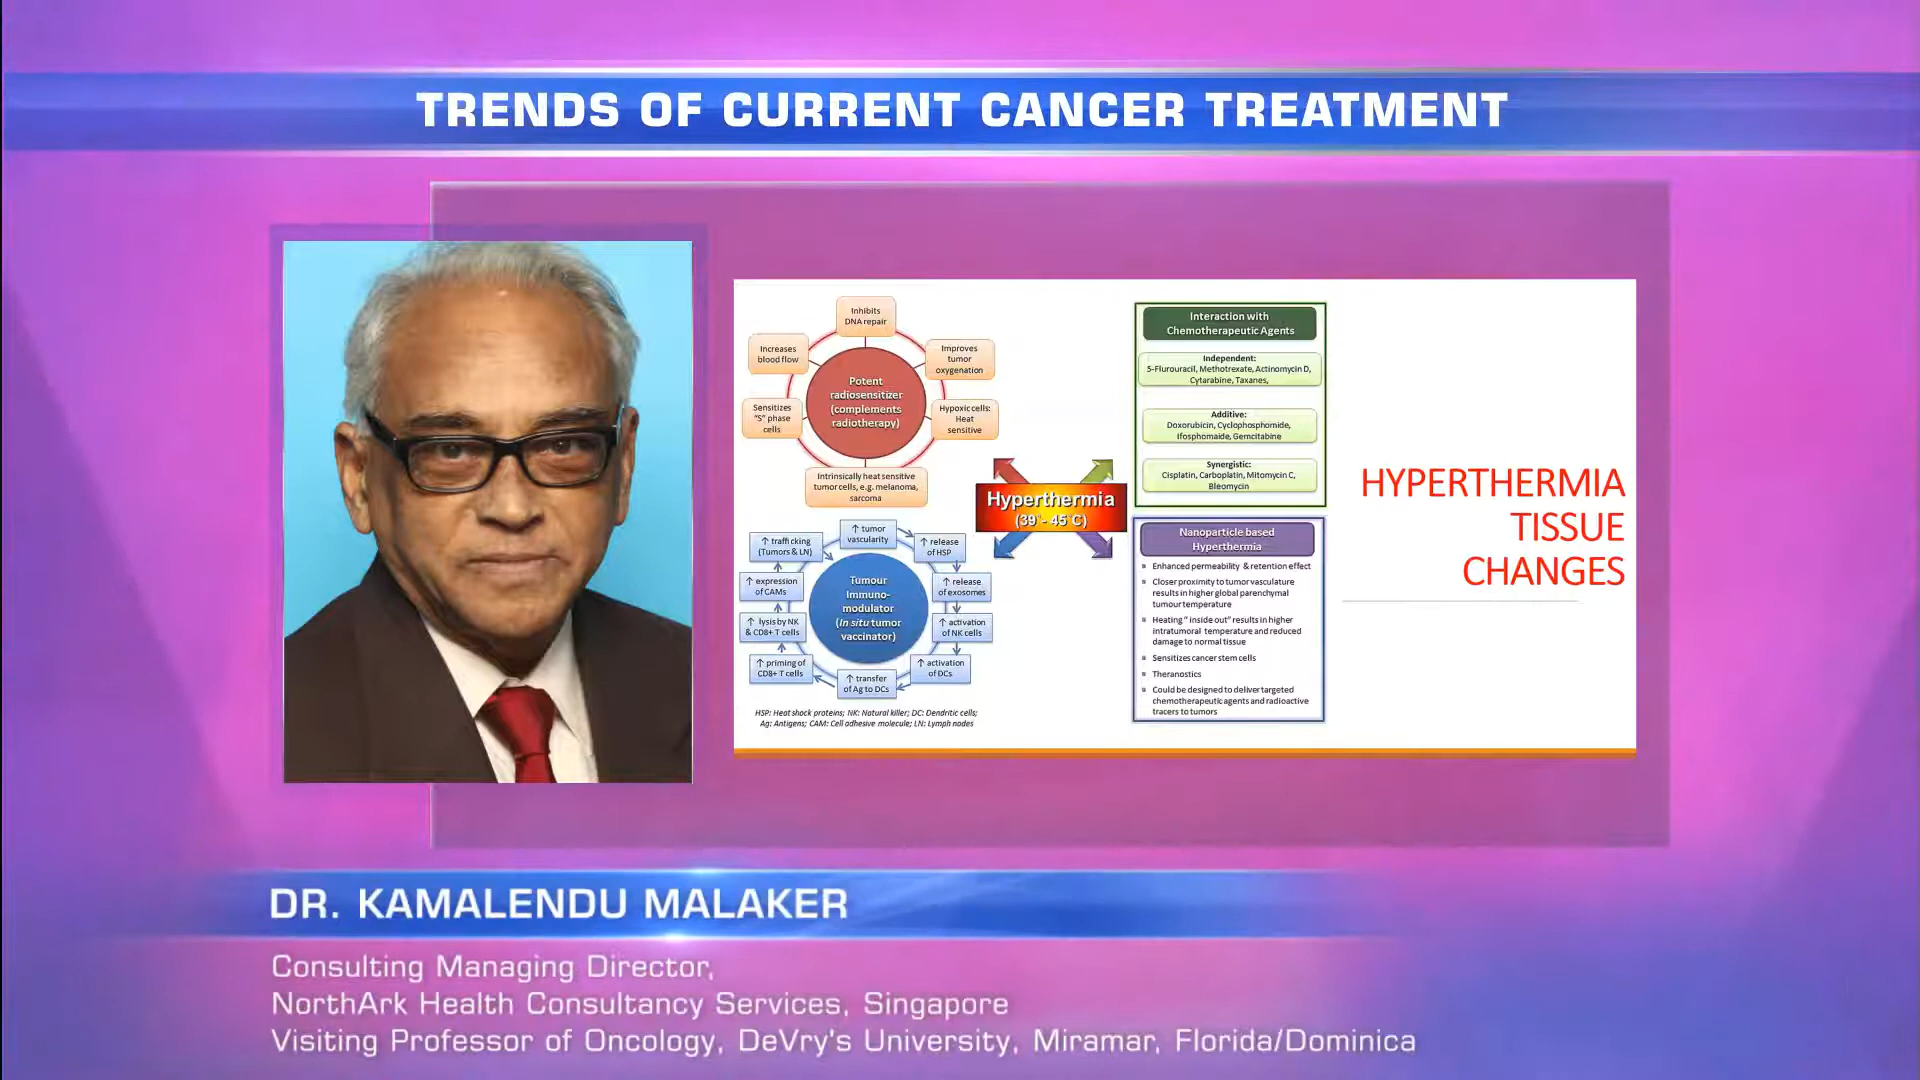 TRENDS OF CURRENT CANCER TREATMENT
Inhibits
DNA repair
Increases
blood flow
Improves
tumor
oxygenation
Potent
radiosensitizer
(complements
radiotherapy)
Sensitizes
"S" phase
cells
Hypoxic cells:
Heat
sensitive
Intrinsically heat sensitive
tumor cells, e.g. melanoma,
sarcoma
↑ tumor
vascularity
↑ trafficking
(Tumors & LN)
↑ release
of HSP
↑ expression
of CAMs
↑ release
of exosomes
Tumour
Immuno-
modulator
(In situ tumor
vaccinator)
↑ lysis by NK
& CD8+ T cells
↑ activation
of NK cells
↑ priming of
CD8+ T cells
↑ activation
of DCs
↑ transfer
of Ag to DCs
HSP: Heat shock proteins; NK: Natural killer; DC: Dendritic cells;
Ag: Antigens; CAM: Cell adhesive molecule; LN: Lymph nodes
Hyperthermia
(39°- 45°C)
Interaction with
Chemotherapeutic Agents
Independent:
5-Flurouracil, Methotrexate, Actinomycin D,
Cytarabine, Taxanes,
Additive:
Doxorubicin, Cyclophosphomide,
Ifosphomaide, Gemcitabine
Synergistic:
Cisplatin, Carboplatin, Mitomycin C,
Bleomycin
Nanoparticle based
Hyperthermia
Enhanced permeability & retention effect
Closer proximity to tumor vasculature
results in higher global parenchymal
tumour temperature
Heating " inside out" results in higher
intratumoral temperature and reduced
damage to normal tissue
Sensitizes cancer stem cells
Theranostics
Could be designed to deliver targeted
chemotherapeutic agents and radioactive
tracers to tumors
HYPERTHERMIA
TISSUE
CHANGES
DR. KAMALENDU MALAKER
Consulting Managing Director,
NorthArk Health Consultancy Services, Singapore
Visiting Professor of Oncology, DeVry's University, Miramar, Florida/Dominica